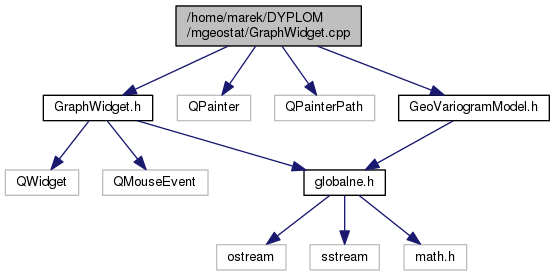 /home/marek/DYPLOM
/mgeostat/GraphWidget.cpp
GraphWidget.h
QPainter
QPainterPath
GeoVariogramModel.h
QWidget
QMouseEvent
globalne.h
ostream
sstream
math.h